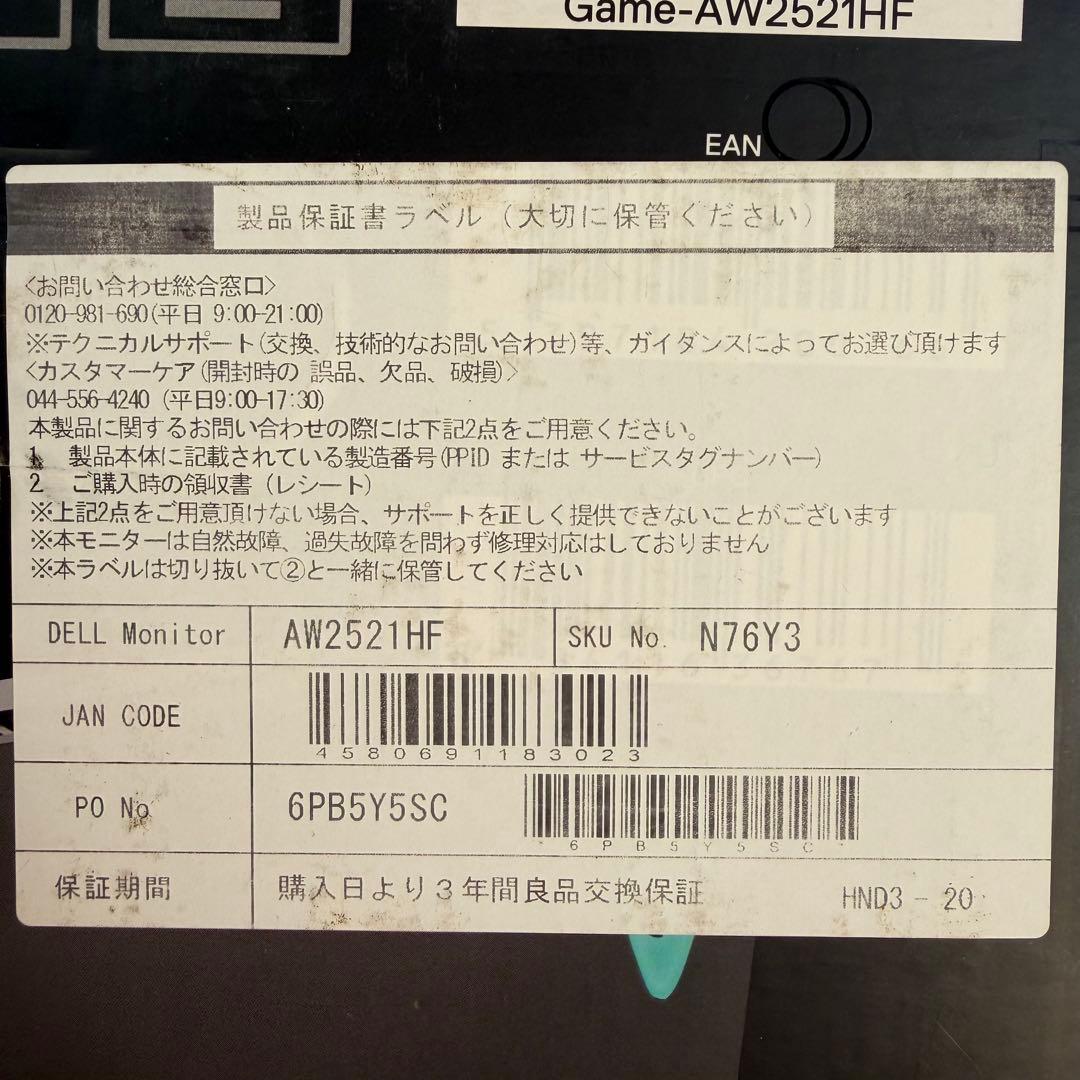 Game-AW2521HF
EAN
製品保証書ラベル（大切に保管ください）
<お問い合わせ総合窓口>
0120-981-690(平日 9:00-21:00)
※テクニカルサポート(交換、技術的なお問い合わせ)等、ガイダンスによってお選び頂けます
<カスタマーケア(開封時の 誤品、欠品、破損)>
044-556-4240 (平日9:00-17:30)
本製品に関するお問い合わせの際には下記2点をご用意ください。
1. 製品本体に記載されている製造番号(PPID または サービスタグナンバー)
2 ご購入時の領収書 (レシート)
※上記2点をご用意頂けない場合、サポートを正しく提供できないことがございます
※本モニターは自然故障、過失故障を問わず修理対応はしておりません
※本ラベルは切り抜いて②と一緒に保管してください
DELL Monitor AW2521HF SKU No. N76Y3
JAN CODE
4580691183023
PO No 6PB5Y5SC
6PB5Y5SC
保証期間 購入日より3年間良品交換保証 HND3 - 20